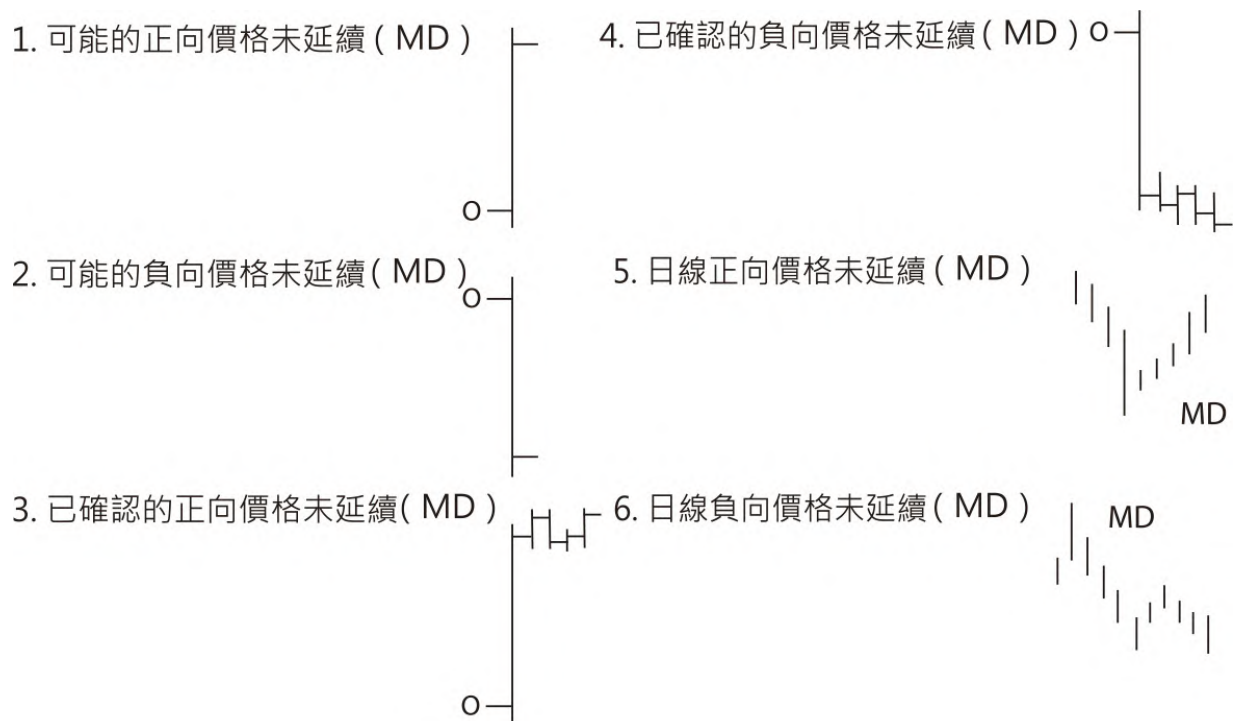 1. 可能的正向價格未延續 ( MD )
O
2. 可能的負向價格未延續 ( MD )
O
3. 已確認的正向價格未延續( MD )
O
4. 已確認的負向價格未延續 ( MD )
O
5. 日線正向價格未延續 ( MD )
MD
6. 日線負向價格未延續 ( MD )
MD